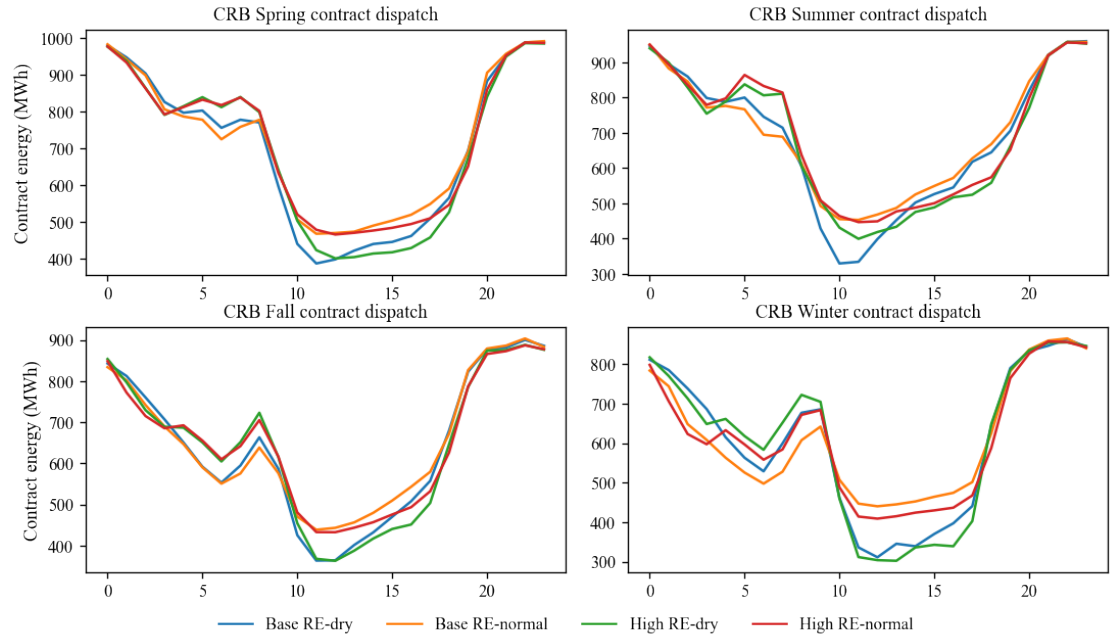 CRB Spring contract dispatch
Contract energy (MWh)
1000
900
800
700
600
500
400
0 5 10 15 20
CRB Summer contract dispatch
900
800
700
600
500
400
300
0 5 10 15 20
CRB Fall contract dispatch
Contract energy (MWh)
900
800
700
600
500
400
0 5 10 15 20
CRB Winter contract dispatch
800
700
600
500
400
300
0 5 10 15 20
Base RE-dry Base RE-normal High RE-dry High RE-normal